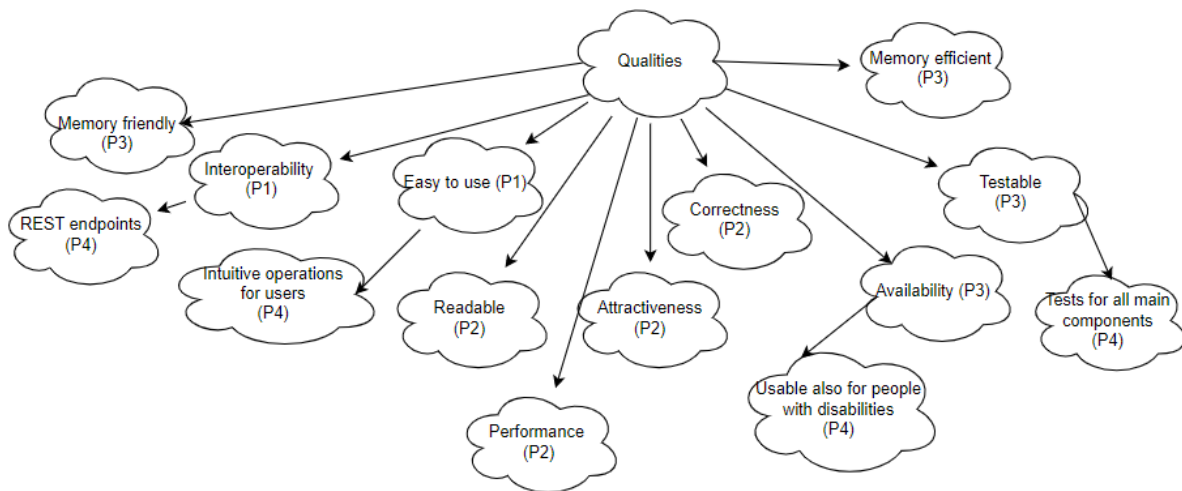 Qualities
Memory efficient
(P3)
Memory friendly
(P3)
Interoperability
(P1)
Easy to use (P1)
Testable
(P3)
REST endpoints
(P4)
Correctness
(P2)
Intuitive operations
for users
(P4)
Readable
(P2)
Attractiveness
(P2)
Availability (P3)
Tests for all main
components
(P4)
Usable also for people
with disabilities
(P4)
Performance
(P2)